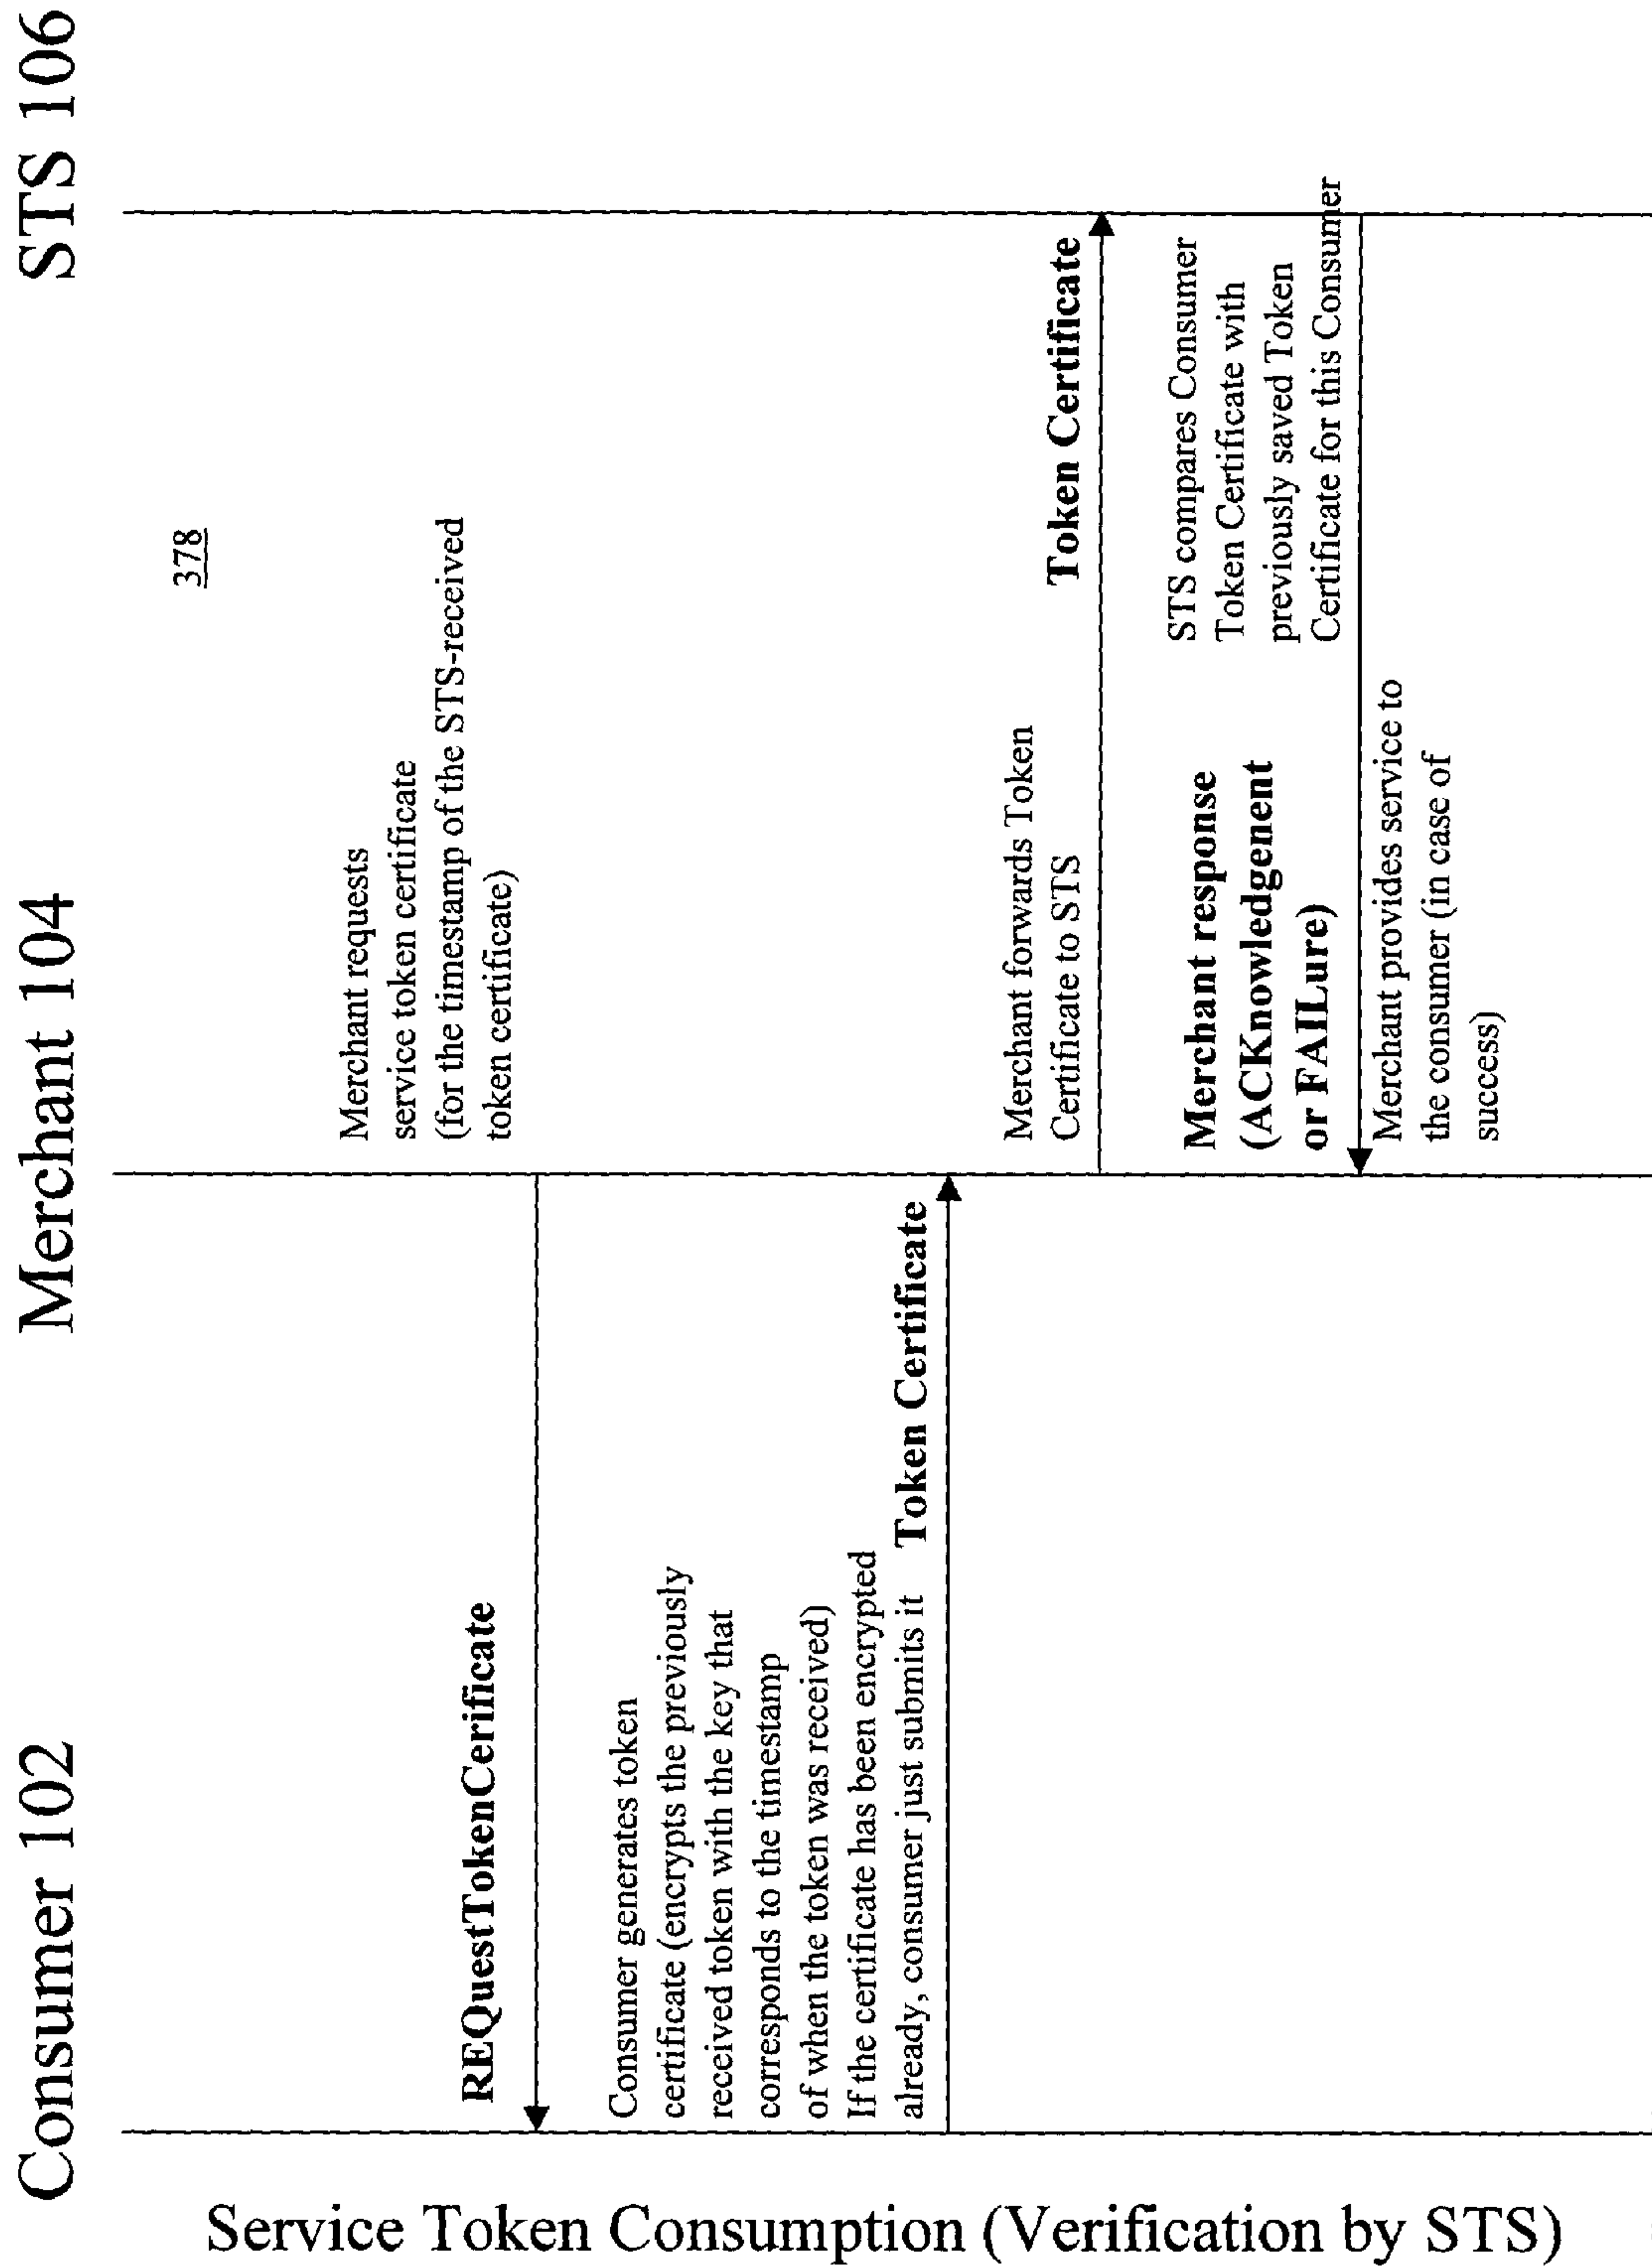 Consumer 102
Merchant 104
STS 106
378
Merchant requests
service token certificate
(for the timestamp of the STS-received
token certificate)
REQuestTokenCerificate
Consumer generates token
certificate (encrypts the previously
received token with the key that
corresponds to the timestamp
of when the token was received)
If the certificate has been encrypted
already, consumer just submits it
Token Certificate
Merchant forwards Token
Certificate to STS
Token Certificate
STS compares Consumer
Token Certificate with
previously saved Token
Certificate for this Consumer
Merchant response
(ACKnowledgenent
or FAILure)
Merchant provides service to
the consumer (in case of
success)
Service Token Consumption (Verification by STS)